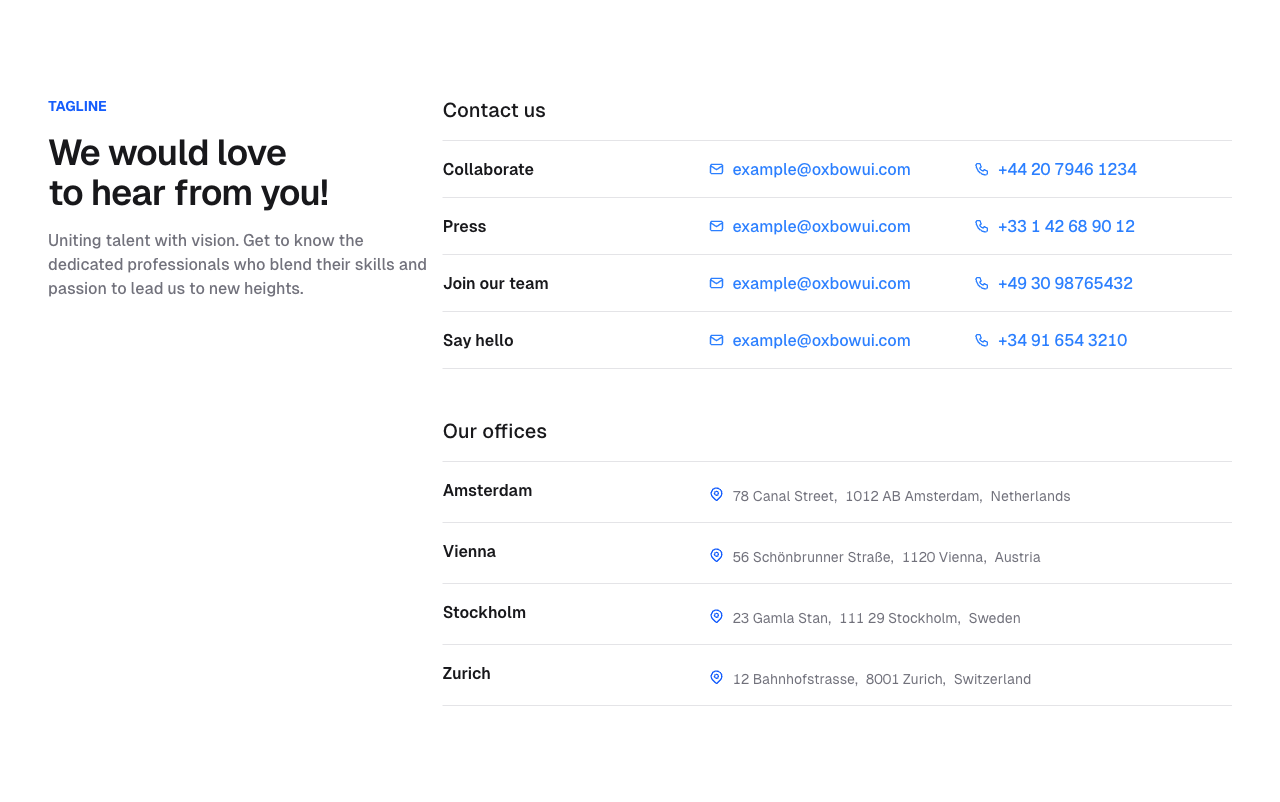 TAGLINE
We would love
to hear from you!
Uniting talent with vision. Get to know the
dedicated professionals who blend their skills and
passion to lead us to new heights.
Contact us
Collaborate example@oxbowui.com +44 20 7946 1234
Press example@oxbowui.com +33 1 42 68 90 12
Join our team example@oxbowui.com +49 30 98765432
Say hello example@oxbowui.com +34 91 654 3210
Our offices
Amsterdam 78 Canal Street, 1012 AB Amsterdam, Netherlands
Vienna 56 Schönbrunner Straße, 1120 Vienna, Austria
Stockholm 23 Gamla Stan, 111 29 Stockholm, Sweden
Zurich 12 Bahnhofstrasse, 8001 Zurich, Switzerland